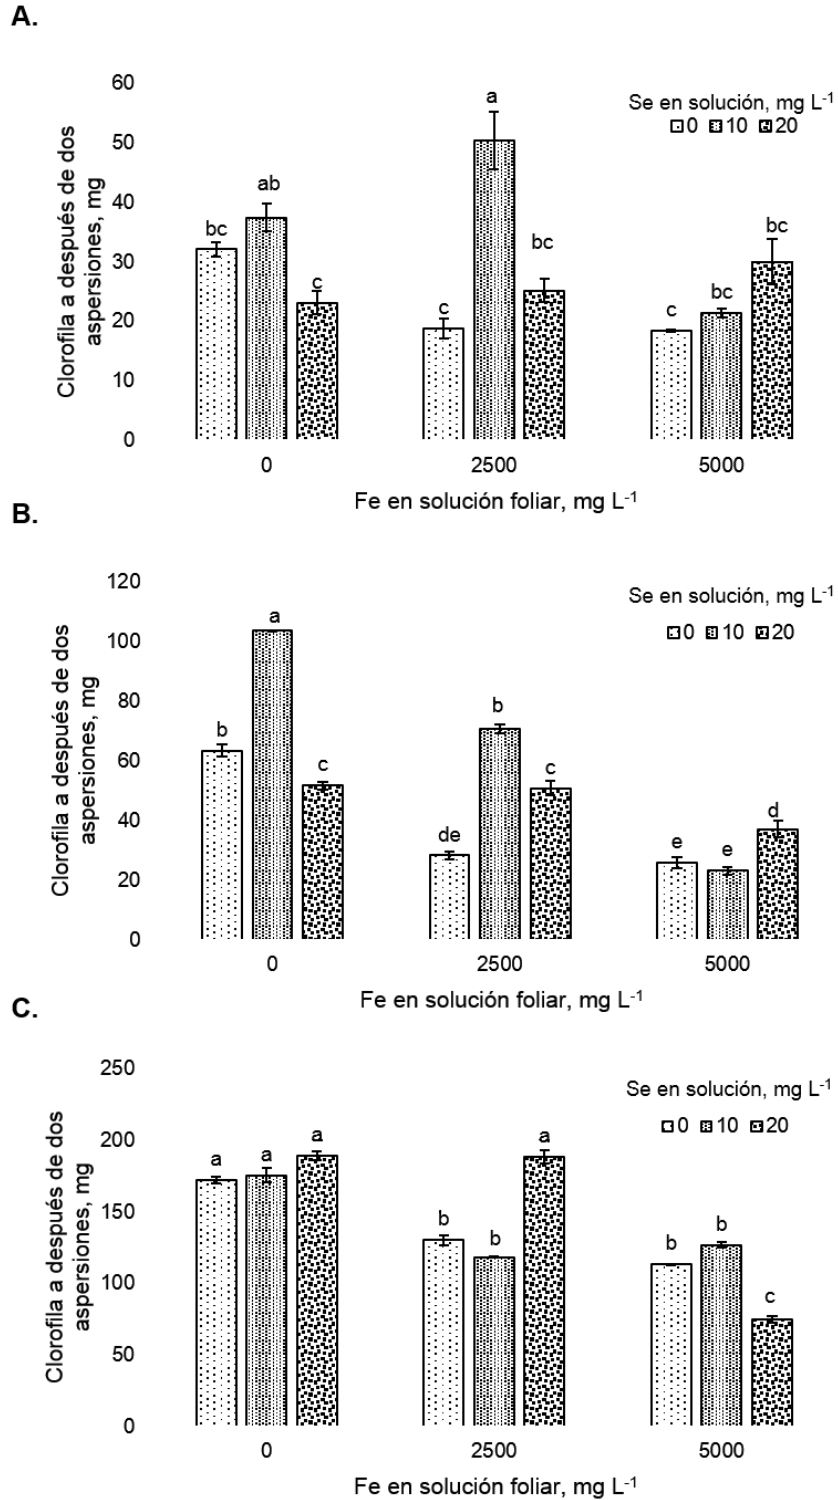 A.
Clorofila a después de dos
aspersiones, mg
60
50
40
30
20
10
0
Se en solución, mg L-1
0 10 20
bc ab c
c a bc
c bc bc
0 2500 5000
Fe en solución foliar, mg L-1
B.
Clorofila a después de dos
aspersiones, mg
120
100
80
60
40
20
0
Se en solución, mg L-1
0 10 20
b a c
de b c
e e d
0 2500 5000
Fe en solución foliar, mg L-1
C.
Clorofila a después de dos
aspersiones, mg
250
200
150
100
50
0
Se en solución, mg L-1
0 10 20
a a a
b b a
b b c
0 2500 5000
Fe en solución foliar, mg L-1